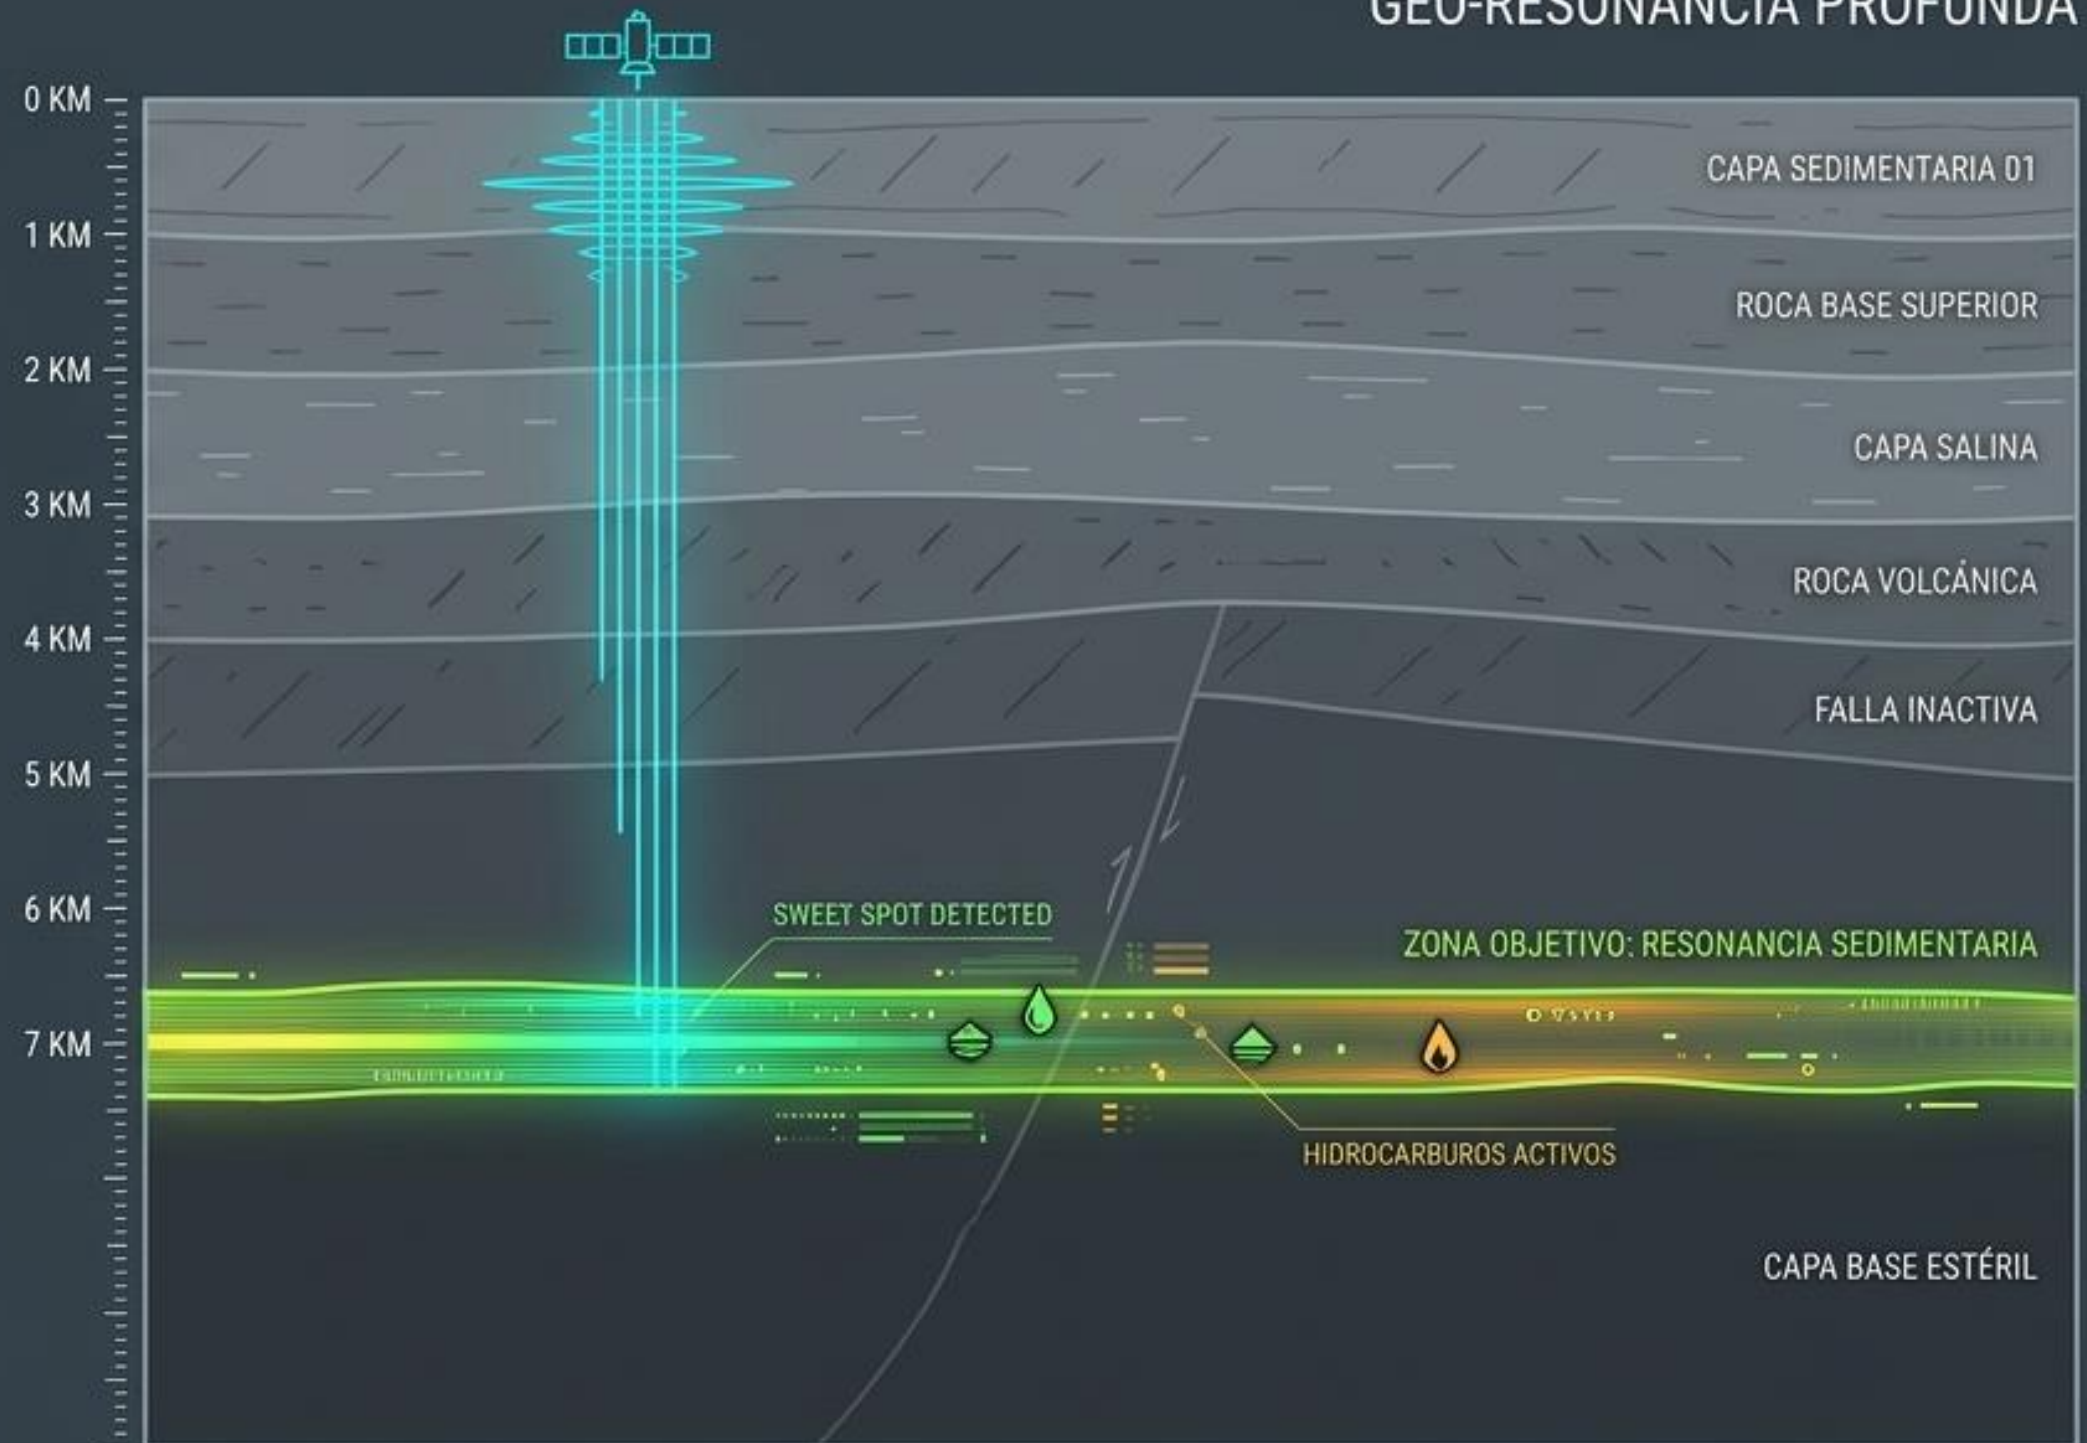 GEO-RESONANCIA PROFUNDA
0 KM
CAPA SEDIMENTARIA 01
1 KM
ROCA BASE SUPERIOR
2 KM
CAPA SALINA
3 KM
ROCA VOLCÁNICA
4 KM
FALLA INACTIVA
5 KM
6 KM
SWEET SPOT DETECTED
ZONA OBJETIVO: RESONANCIA SEDIMENTARIA
7 KM
HIDROCARBUROS ACTIVOS
CAPA BASE ESTÉRIL